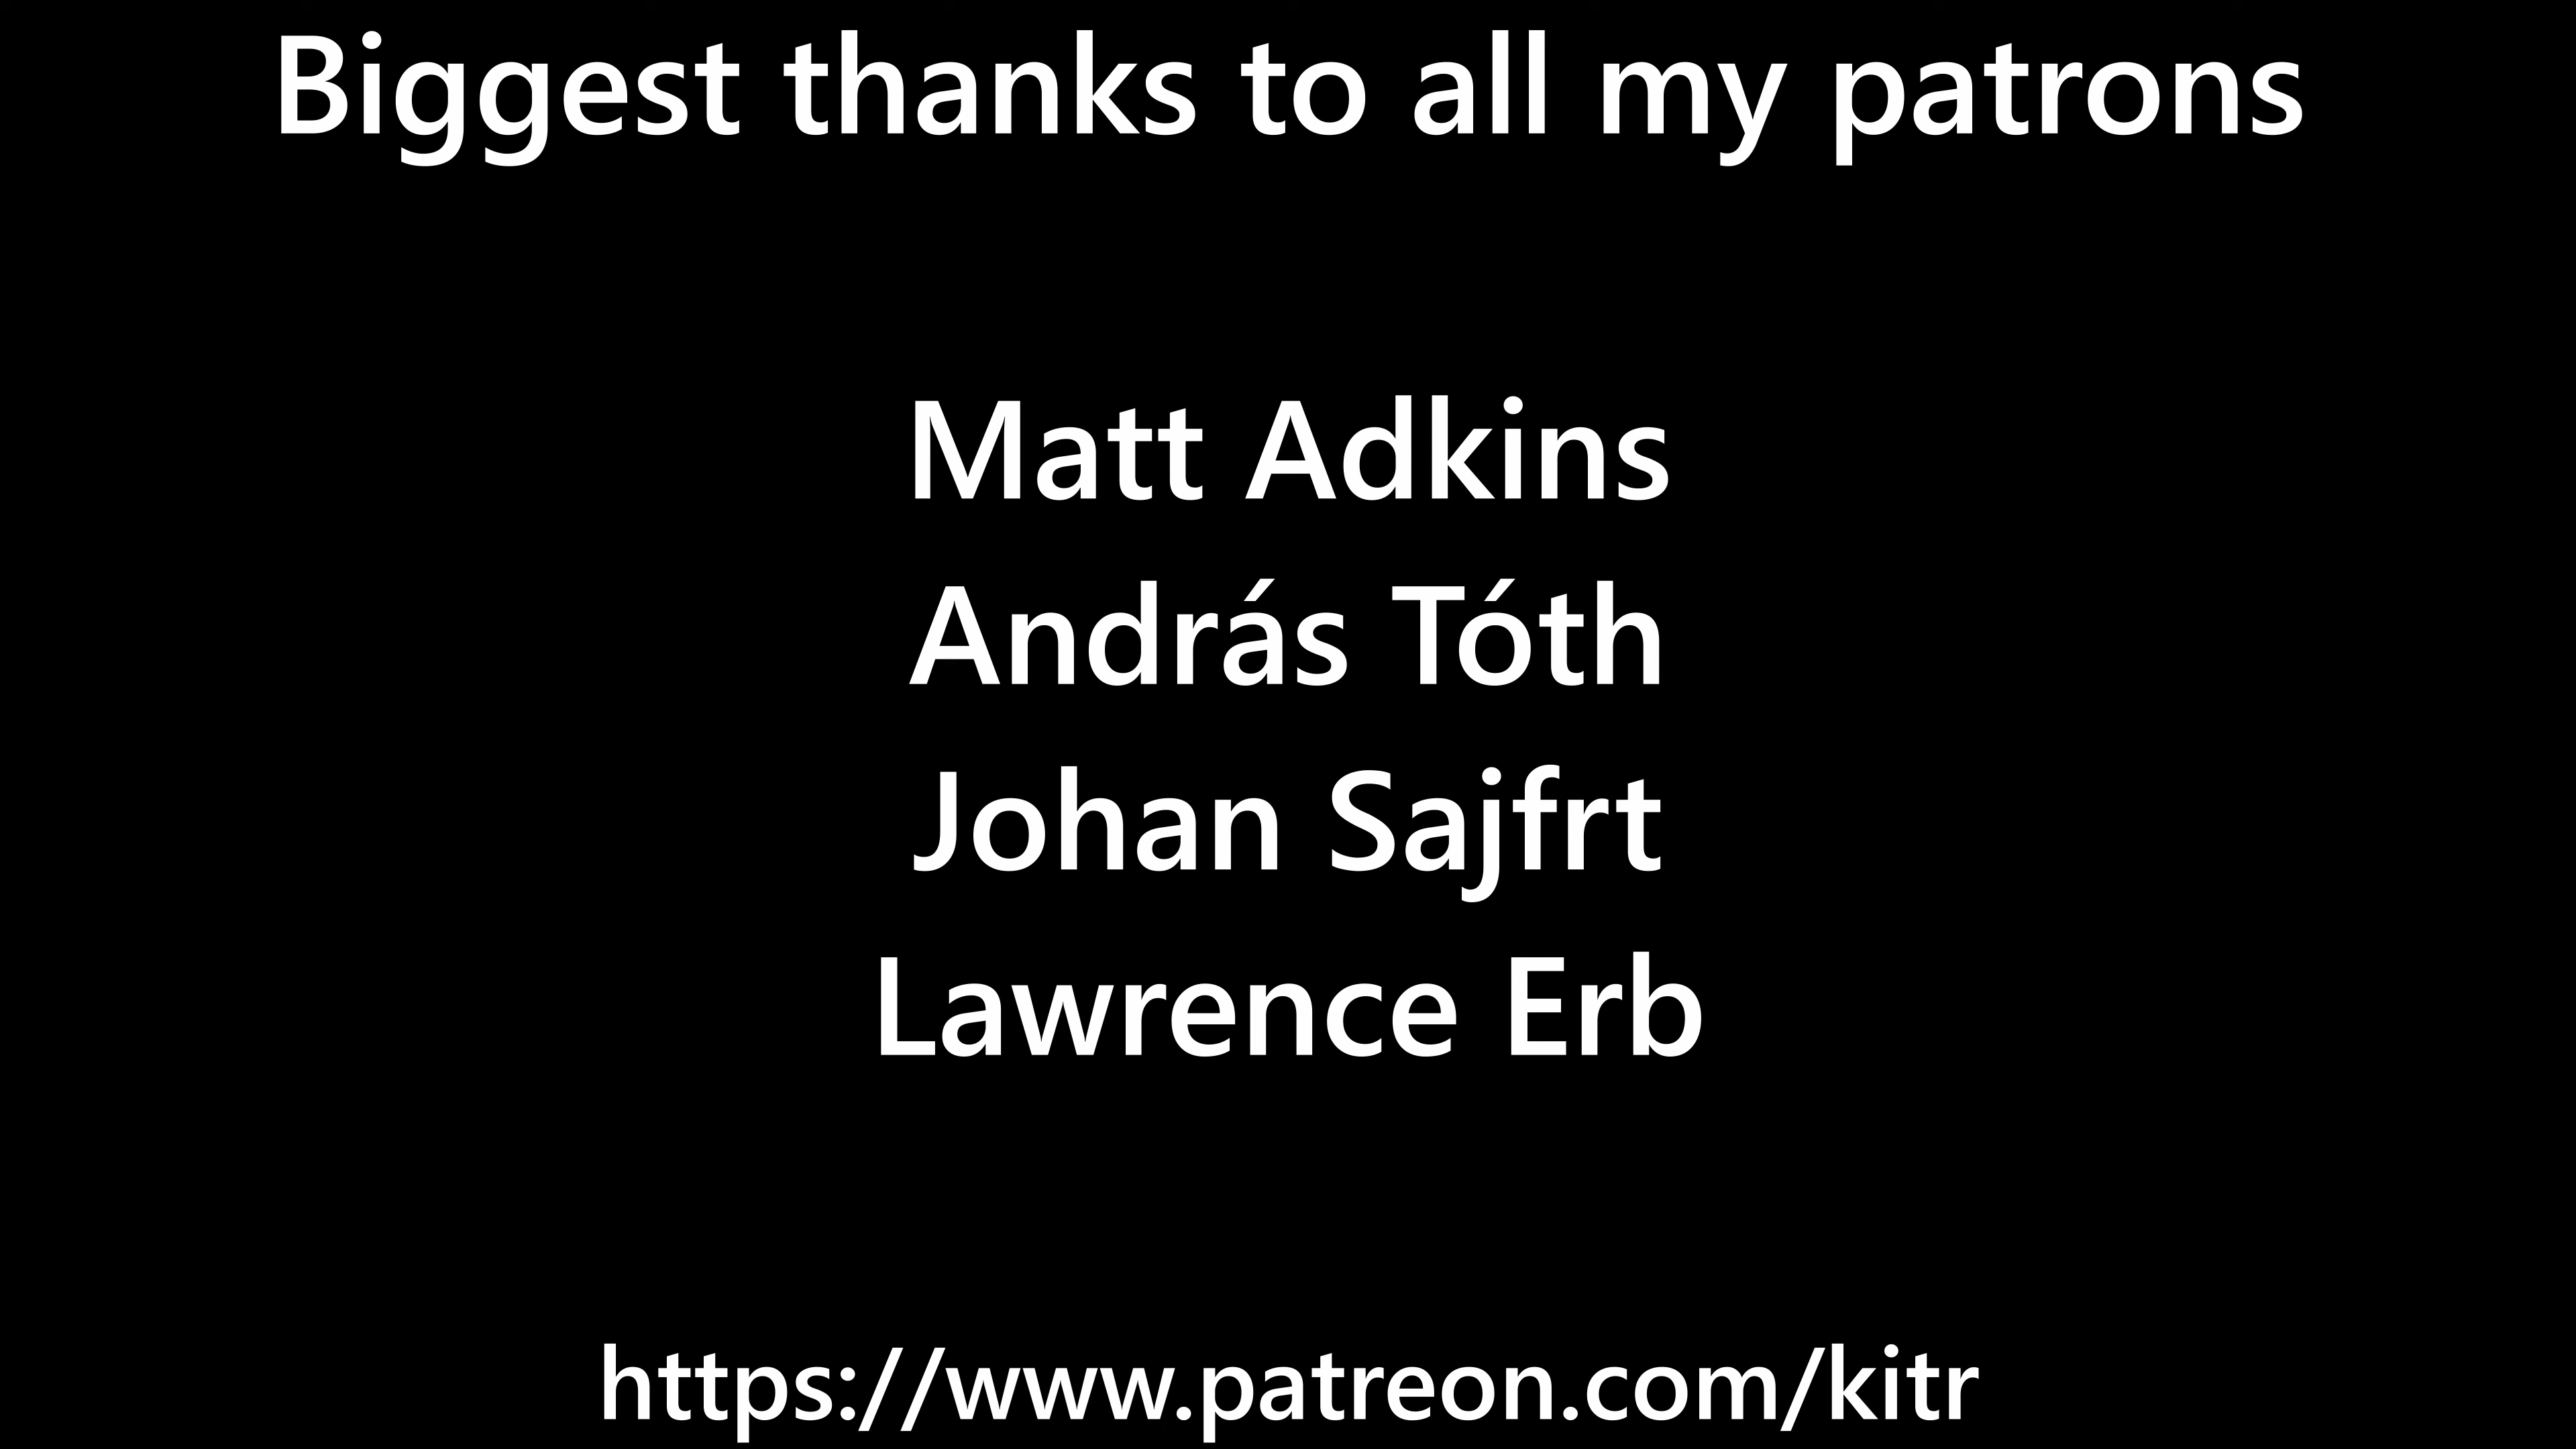 Biggest thanks to all my patrons
Matt Adkins
András Tóth
Johan Sajfrt
Lawrence Erb
https://www.patreon.com/kitr